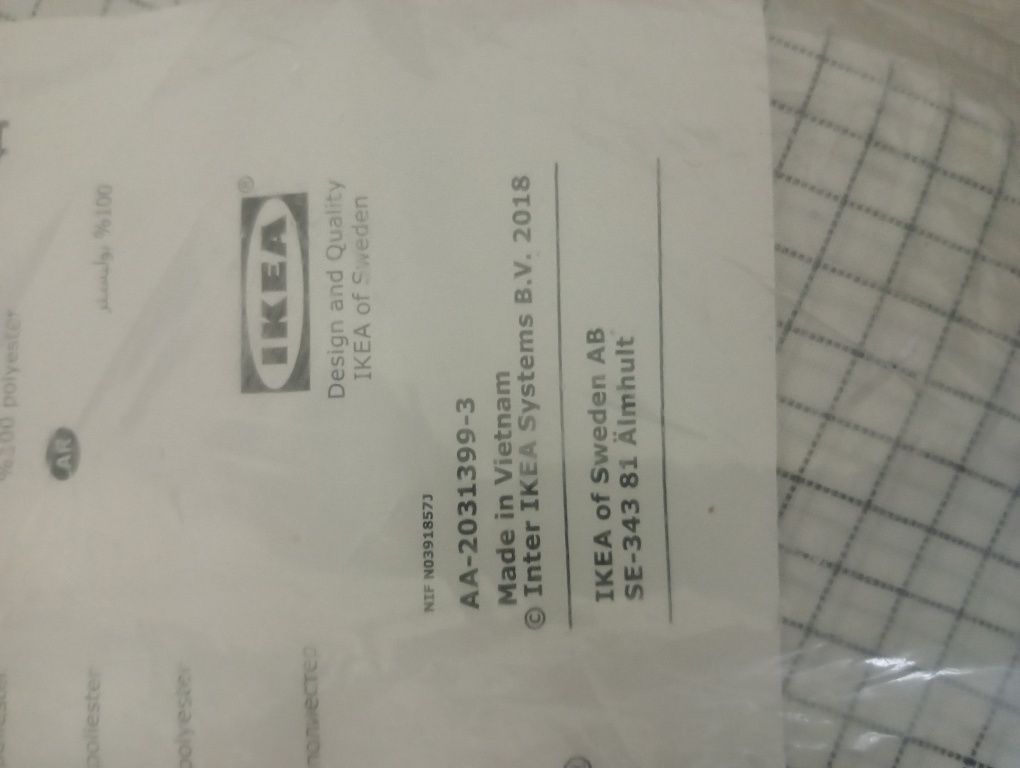 %100 polyester
AR
%100 بوليستر
poliester
polyester
полиестер
IKEA®
Design and Quality
IKEA of Sweden
NIF N0391857J
AA-2031399-3
Made in Vietnam
© Inter IKEA Systems B.V. 2018
IKEA of Sweden AB
SE-343 81 Älmhult